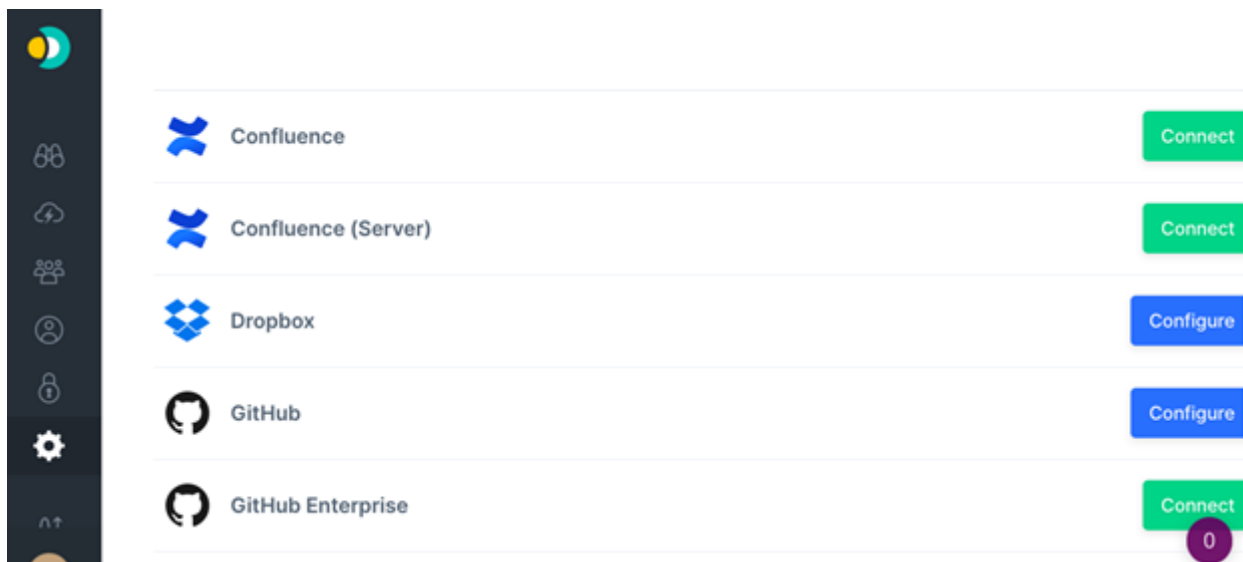 Confluence Connect
Confluence (Server) Connect
Dropbox Configure
GitHub Configure
GitHub Enterprise Connect
0